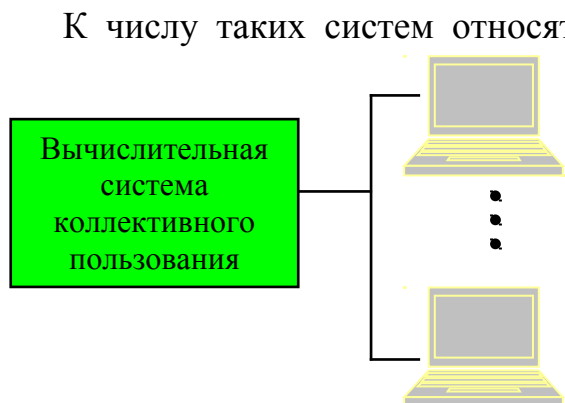 К числу таких систем относят
Вычислительная
система
коллективного
пользования